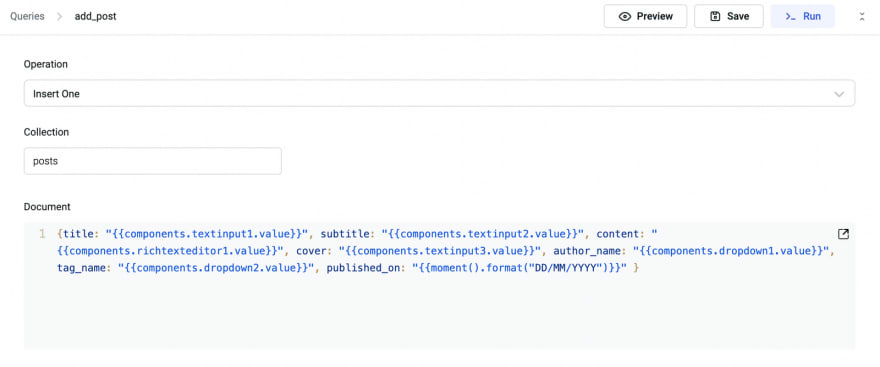 Queries > add_post Preview Save >_ Run
Operation
Insert One
Collection
posts
Document
1 {title: "{{components.textinput1.value}}", subtitle: "{{components.textinput2.value}}", content: "
{{components.richtexteditor1.value}}", cover: "{{components.textinput3.value}}", author_name: "{{components.dropdown1.value}}",
tag_name: "{{components.dropdown2.value}}", published_on: "{{moment().format("DD/MM/YYYY")}}" }